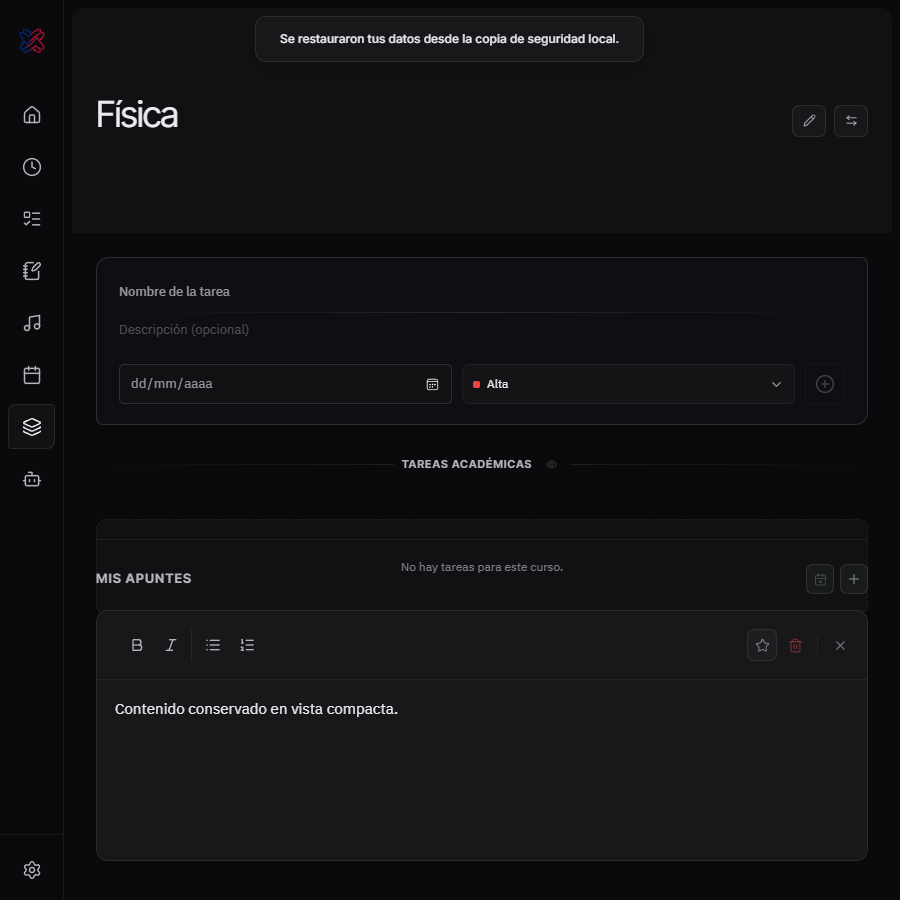 Se restauraron tus datos desde la copia de seguridad local.
Física
Nombre de la tarea
Descripción (opcional)
dd/mm/aaaa
Alta
TAREAS ACADÉMICAS
No hay tareas para este curso.
MIS APUNTES
Contenido conservado en vista compacta.